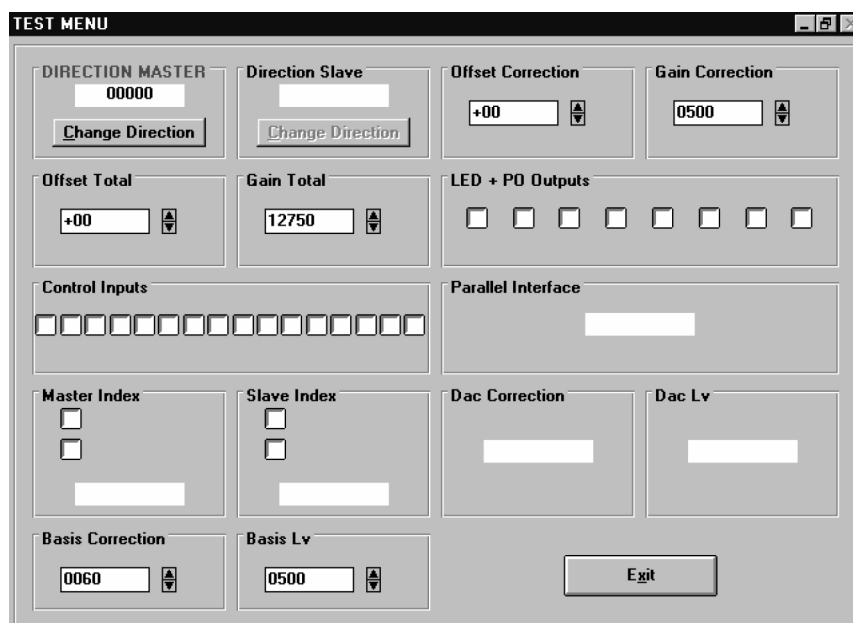 TEST MENU
DIRECTION MASTER
00000
Change Direction
Direction Slave
Change Direction
Offset Correction
+00
Gain Correction
0500
Offset Total
+00
Gain Total
12750
LED + PO Outputs
Control Inputs
Parallel Interface
Master Index
Slave Index
Dac Correction
Dac Lv
Basis Correction
0060
Basis Lv
0500
Exit